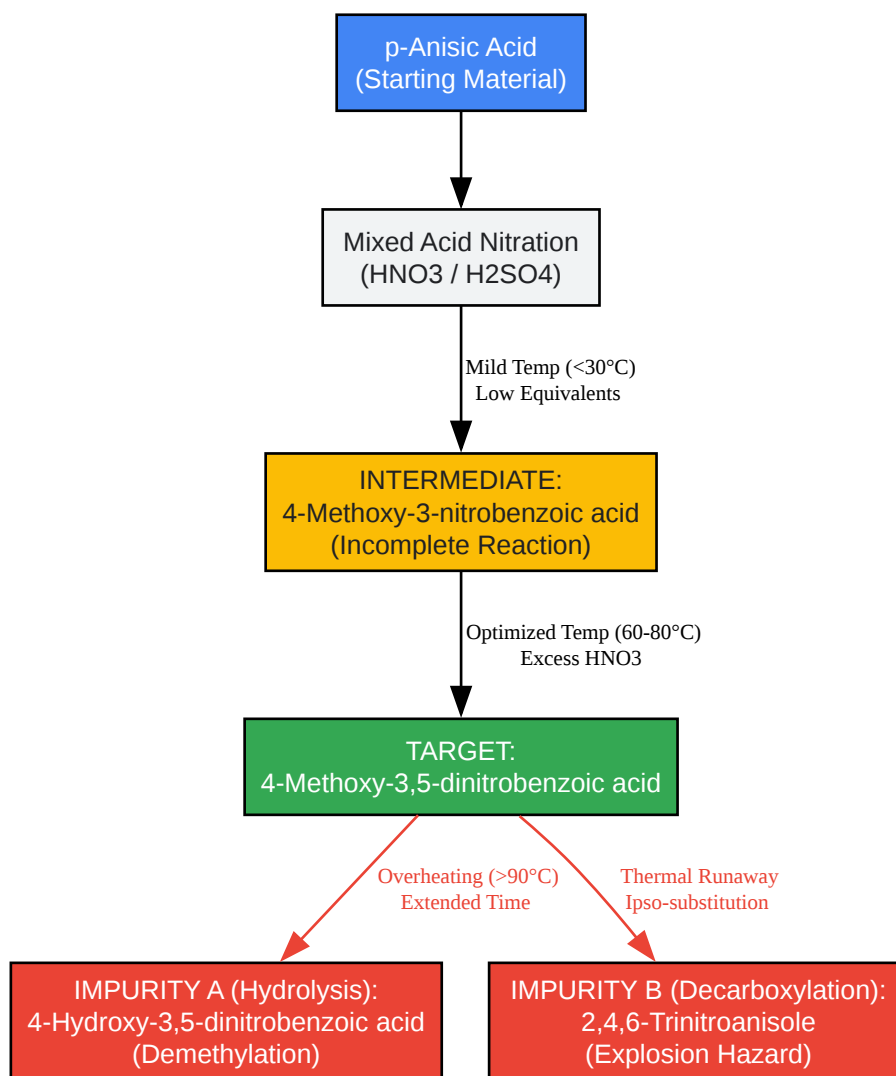 p-Anisic Acid
(Starting Material)
Mixed Acid Nitration
(HNO3 / H2SO4)
Mild Temp (<30°C)
Low Equivalents
INTERMEDIATE:
4-Methoxy-3-nitrobenzoic acid
(Incomplete Reaction)
Optimized Temp (60-80°C)
Excess HNO3
TARGET:
4-Methoxy-3,5-dinitrobenzoic acid
Overheating (>90°C)
Extended Time
Thermal Runaway
Ipso-substitution
IMPURITY A (Hydrolysis):
4-Hydroxy-3,5-dinitrobenzoic acid
(Demethylation)
IMPURITY B (Decarboxylation):
2,4,6-Trinitroanisole
(Explosion Hazard)